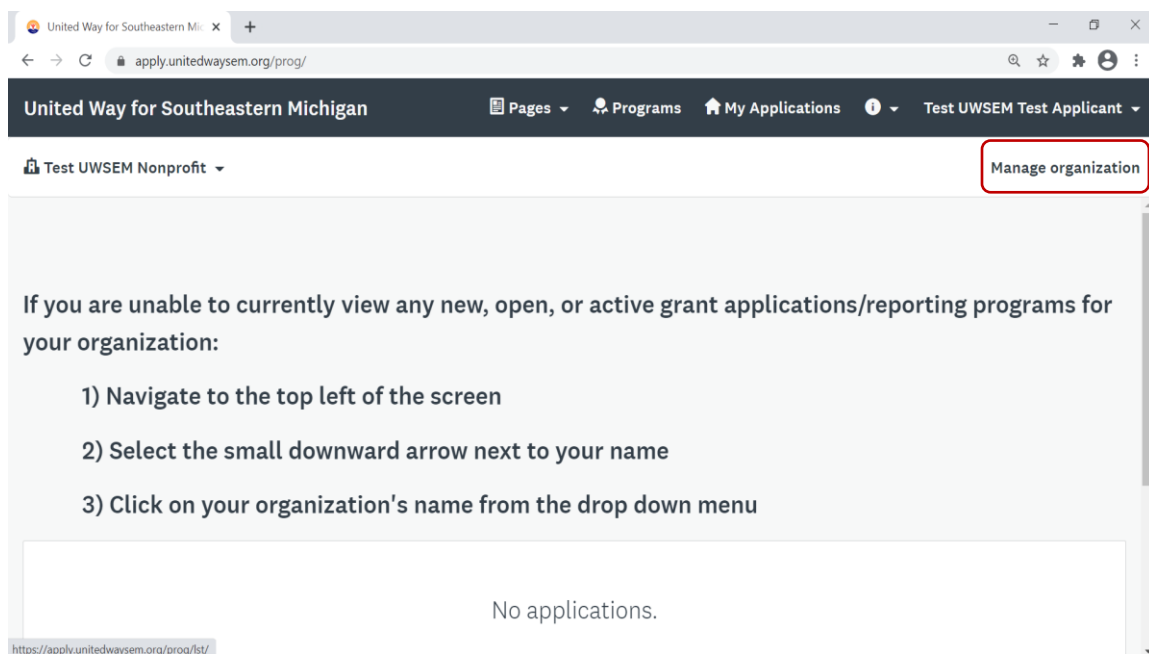 United Way for Southeastern Mic
apply.unitedwaysem.org/prog/
United Way for Southeastern Michigan Pages Programs My Applications Test UWSEM Test Applicant
Test UWSEM Nonprofit Manage organization
If you are unable to currently view any new, open, or active grant applications/reporting programs for
your organization:
1) Navigate to the top left of the screen
2) Select the small downward arrow next to your name
3) Click on your organization's name from the drop down menu
No applications.
https://apply.unitedwaysem.org/prog/lst/